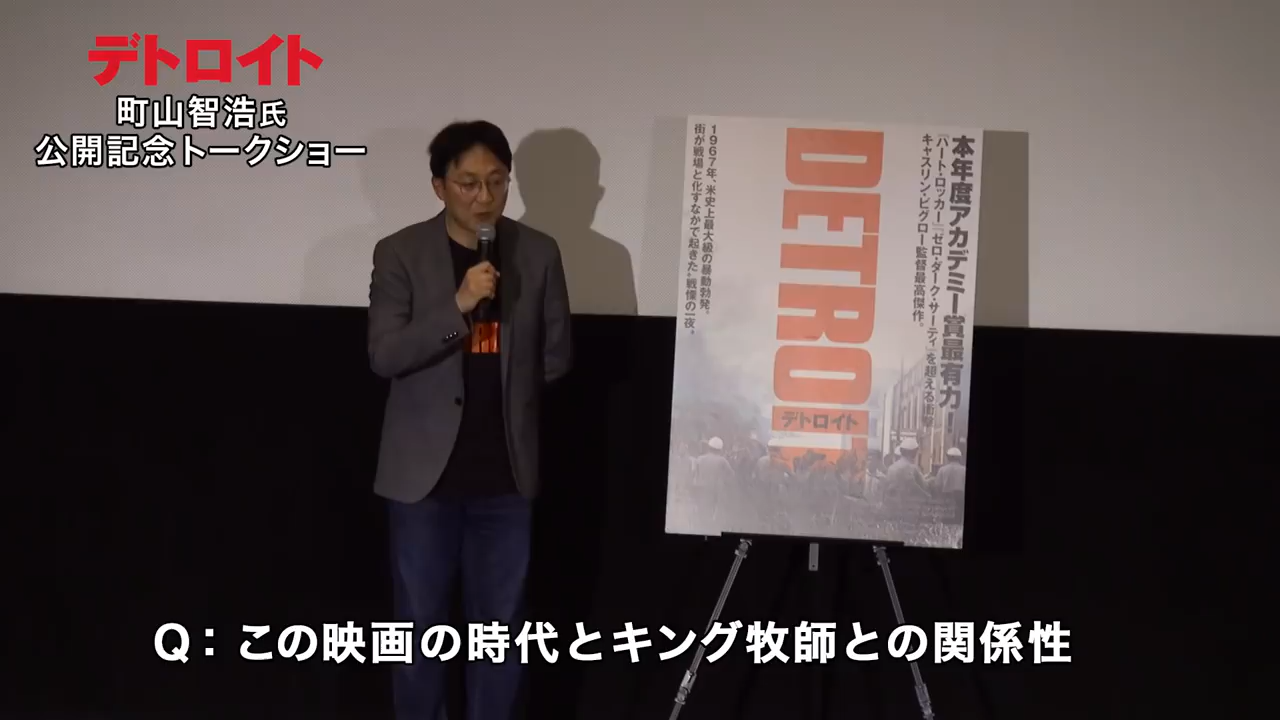 デトロイト
町山智浩氏
公開記念トークショー
本年度アカデミー賞最有力！
『ハート・ロッカー』『ゼロ・ダーク・サーティ』を超える衝撃
キャスリン・ビグロー監督最高傑作。
DETROIT
デトロイト
1967年、米史上最大級の暴動勃発。
街が戦場と化すなかで起きた“戦慄の一夜”。
Q：この映画の時代とキング牧師との関係性